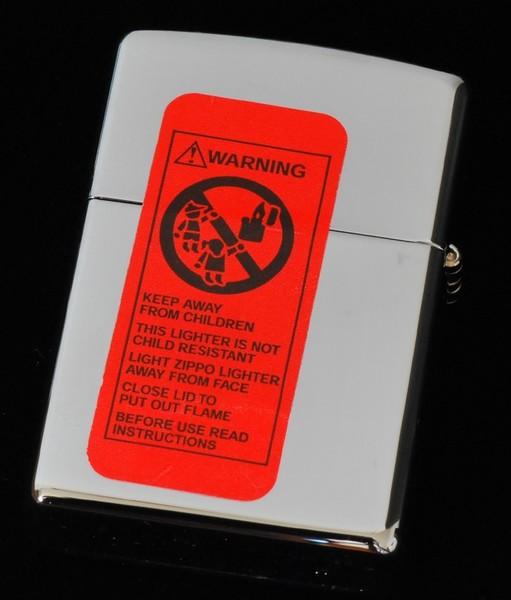 WARNING
KEEP AWAY
FROM CHILDREN
THIS LIGHTER IS NOT
CHILD RESISTANT
LIGHT ZIPPO LIGHTER
AWAY FROM FACE
CLOSE LID TO
PUT OUT FLAME
BEFORE USE READ
INSTRUCTIONS